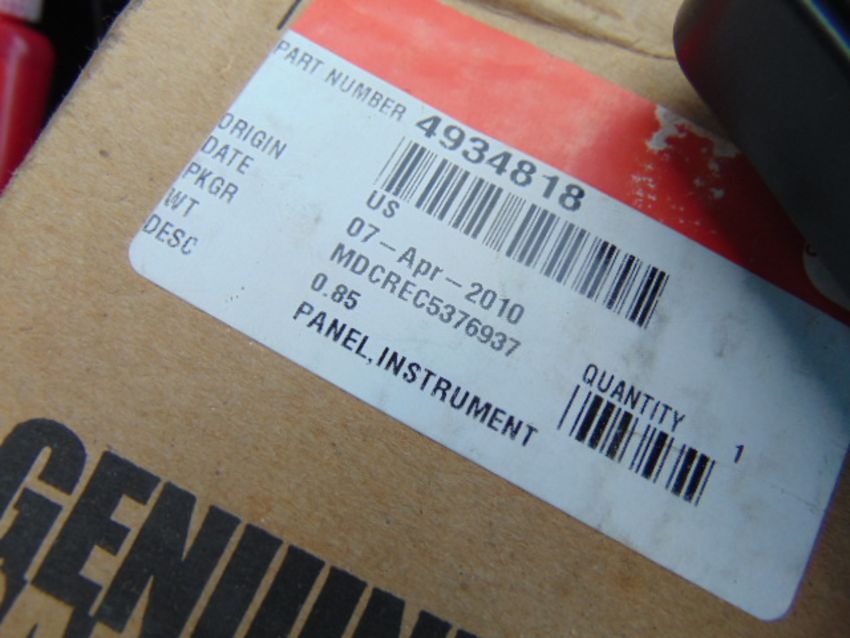 PART NUMBER 4934818
ORIGIN US
DATE 07-Apr-2010
PKGR MDCREC5376937
WT 0.85
DESC PANEL,INSTRUMENT
QUANTITY 1
GENUINE